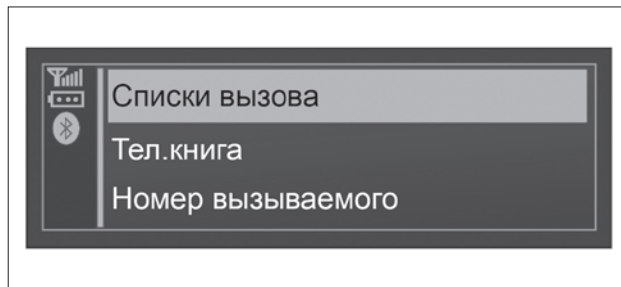 Списки вызова
Тел.книга
Номер вызываемого